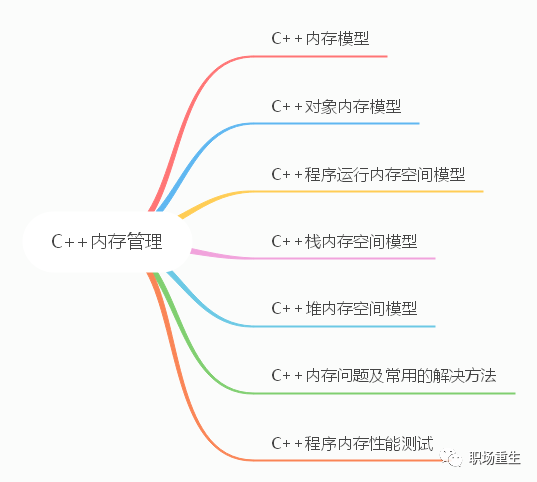 C++内存模型
C++对象内存模型
C++程序运行内存空间模型
C++内存管理
C++栈内存空间模型
C++堆内存空间模型
C++内存问题及常用的解决方法
C++程序内存性能测试
职场重生